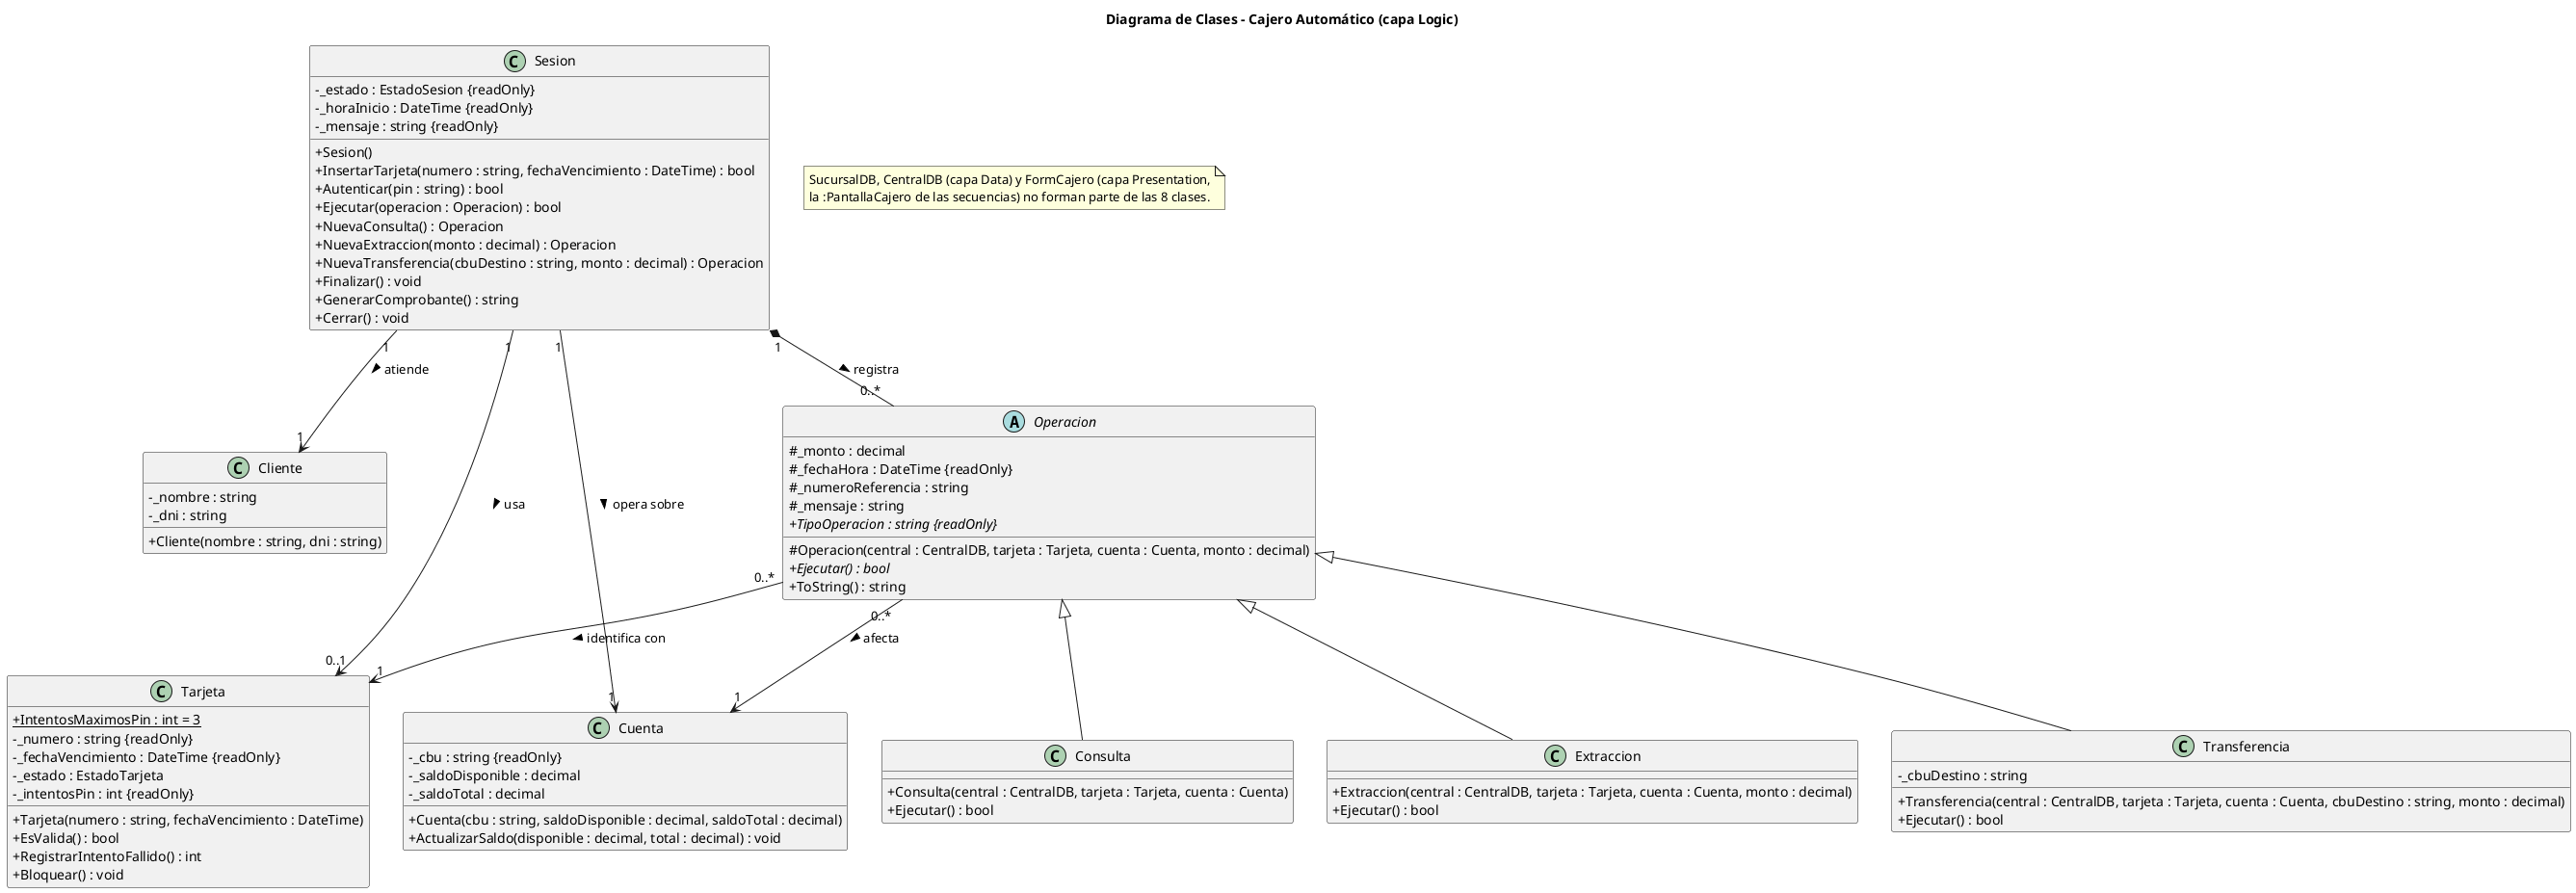 Diagrama de Clases - Cajero Automático (capa Logic)
C Sesion
-_estado : EstadoSesion {readOnly}
-_horaInicio : DateTime {readOnly}
-_mensaje : string {readOnly}
+Sesion()
+InsertarTarjeta(numero : string, fechaVencimiento : DateTime) : bool
+Autenticar(pin : string) : bool
+Ejecutar(operacion : Operacion) : bool
+NuevaConsulta() : Operacion
+NuevaExtraccion(monto : decimal) : Operacion
+NuevaTransferencia(cbuDestino : string, monto : decimal) : Operacion
+Finalizar() : void
+GenerarComprobante() : string
+Cerrar() : void
SucursalDB, CentralDB (capa Data) y FormCajero (capa Presentation,
la :PantallaCajero de las secuencias) no forman parte de las 8 clases.
1
1
1
1
atiende
registra
0..*
1
usa
opera sobre
C Cliente
-_nombre : string
-_dni : string
+Cliente(nombre : string, dni : string)
A Operacion
#_monto : decimal
#_fechaHora : DateTime {readOnly}
#_numeroReferencia : string
#_mensaje : string
+TipoOperacion : string {readOnly}
#Operacion(central : CentralDB, tarjeta : Tarjeta, cuenta : Cuenta, monto : decimal)
+Ejecutar() : bool
+ToString() : string
0..*
0..*
identifica con
afecta
0..1
1
1
1
C Tarjeta
+IntentosMaximosPin : int = 3
-_numero : string {readOnly}
-_fechaVencimiento : DateTime {readOnly}
-_estado : EstadoTarjeta
-_intentosPin : int {readOnly}
+Tarjeta(numero : string, fechaVencimiento : DateTime)
+EsValida() : bool
+RegistrarIntentoFallido() : int
+Bloquear() : void
C Cuenta
-_cbu : string {readOnly}
-_saldoDisponible : decimal
-_saldoTotal : decimal
+Cuenta(cbu : string, saldoDisponible : decimal, saldoTotal : decimal)
+ActualizarSaldo(disponible : decimal, total : decimal) : void
C Consulta
+Consulta(central : CentralDB, tarjeta : Tarjeta, cuenta : Cuenta)
+Ejecutar() : bool
C Extraccion
+Extraccion(central : CentralDB, tarjeta : Tarjeta, cuenta : Cuenta, monto : decimal)
+Ejecutar() : bool
C Transferencia
-_cbuDestino : string
+Transferencia(central : CentralDB, tarjeta : Tarjeta, cuenta : Cuenta, cbuDestino : string, monto : decimal)
+Ejecutar() : bool